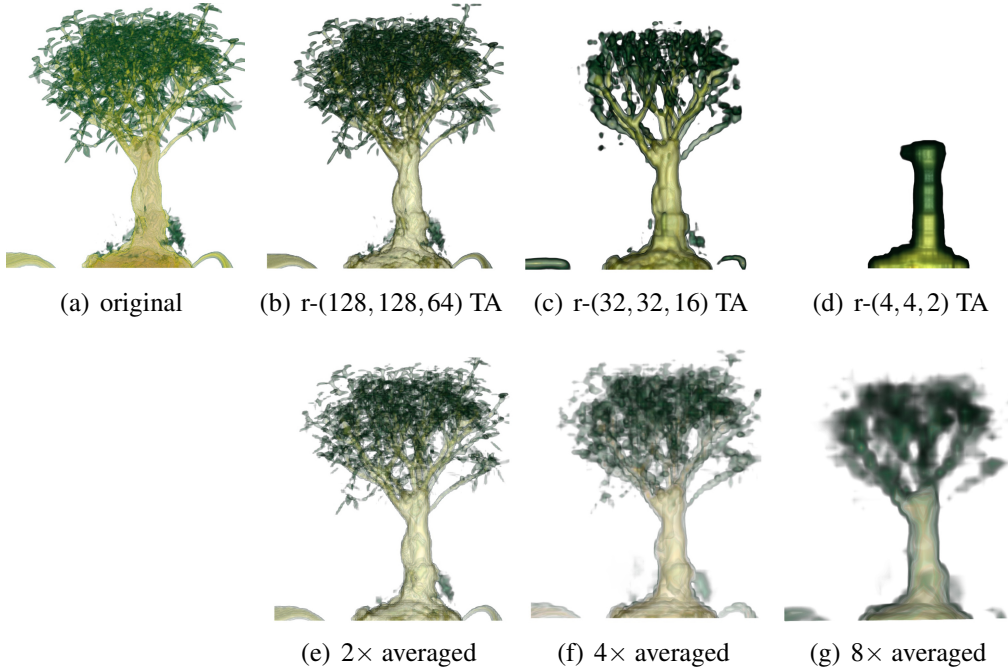 (a) original
(b) r-(128,128,64) TA
(c) r-(32,32,16) TA
(d) r-(4,4,2) TA
(e) 2× averaged
(f) 4× averaged
(g) 8× averaged